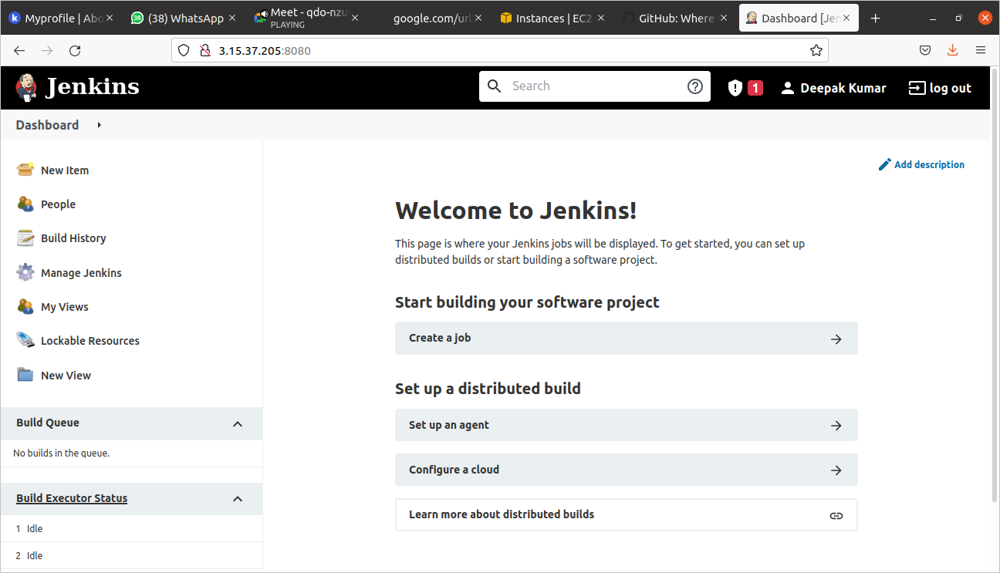 Myprofile | Abo
(38) WhatsApp
Meet - qdo-nzu
PLAYING
google.com/url
Instances | EC2
GitHub: Where
Dashboard [Jen
3.15.37.205:8080
Jenkins
Search
1
Deepak Kumar
log out
Dashboard
New Item
People
Build History
Manage Jenkins
My Views
Lockable Resources
New View
Build Queue
No builds in the queue.
Build Executor Status
1 Idle
2 Idle
Add description
Welcome to Jenkins!
This page is where your Jenkins jobs will be displayed. To get started, you can set up
distributed builds or start building a software project.
Start building your software project
Create a job
Set up a distributed build
Set up an agent
Configure a cloud
Learn more about distributed builds